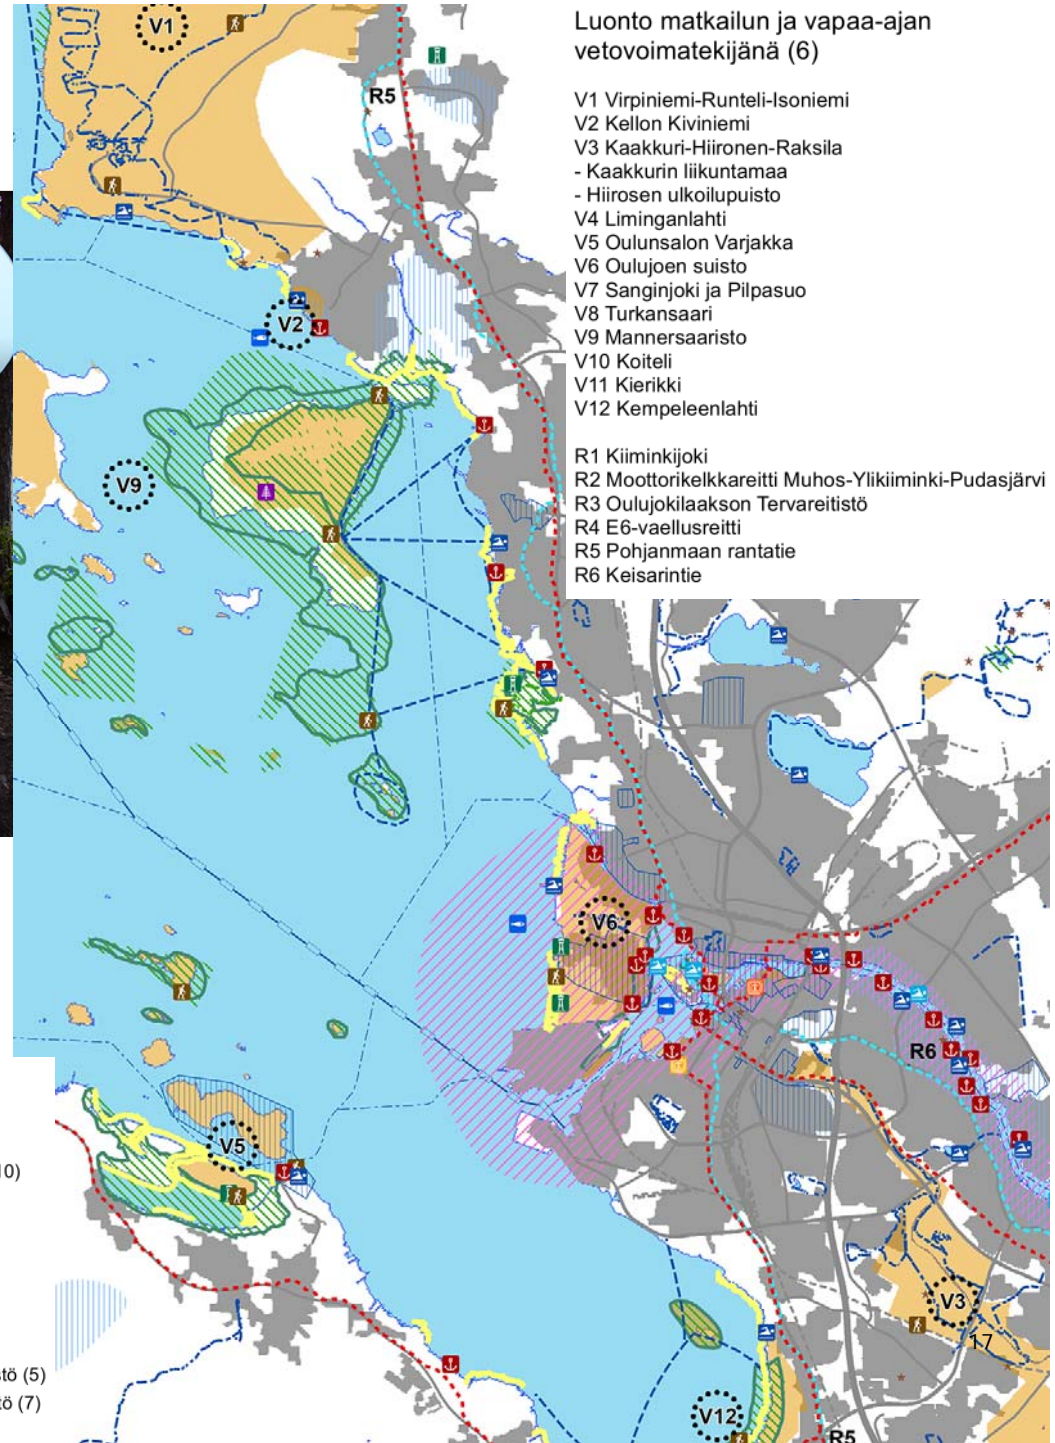 Luonto matkailun ja vapaa-ajan
vetovoimatekijänä (6)
V1 Virpiniemi-Runteli-Isoniemi
V2 Kellon Kiviniemi
V3 Kaakkuri-Hiironen-Raksila
- Kaakkurin liikuntamaa
- Hiirosen ulkoilupuisto
V4 Liminganlahti
V5 Oulunsalon Varjakka
V6 Oulujoen suisto
V7 Sanginjoki ja Pilpasuo
V8 Turkansaari
V9 Mannersaaristo
V10 Koiteli
V11 Kierikki
V12 Kempeleenlahti
R1 Kiiminkijoki
R2 Moottorikelkkareitti Muhos-Ylikiiminki-Pudasjärvi
R3 Oulujokilaakson Tervareitistö
R4 E6-vaellusreitti
R5 Pohjanmaan rantatie
R6 Keisarintie
V1
R5
V2
V9
V6
R6
V5
10)
V3
17
tö (5)
tö (7)
V12
R5